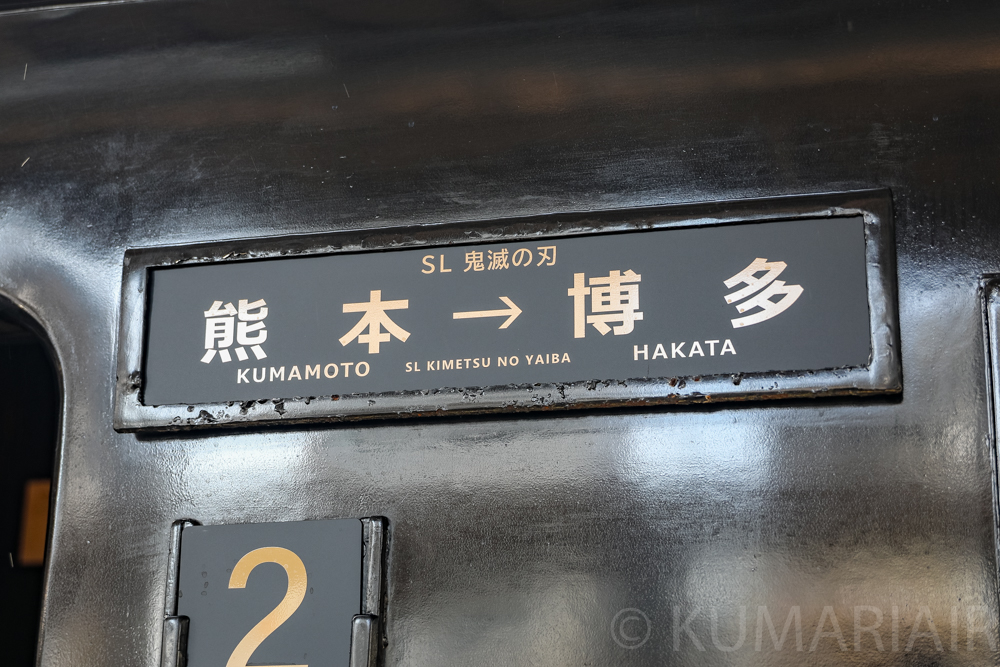 SL 鬼滅の刃
熊本→博多
KUMAMOTO SL KIMETSU NO YAIBA HAKATA
2
© KUMARIAIR